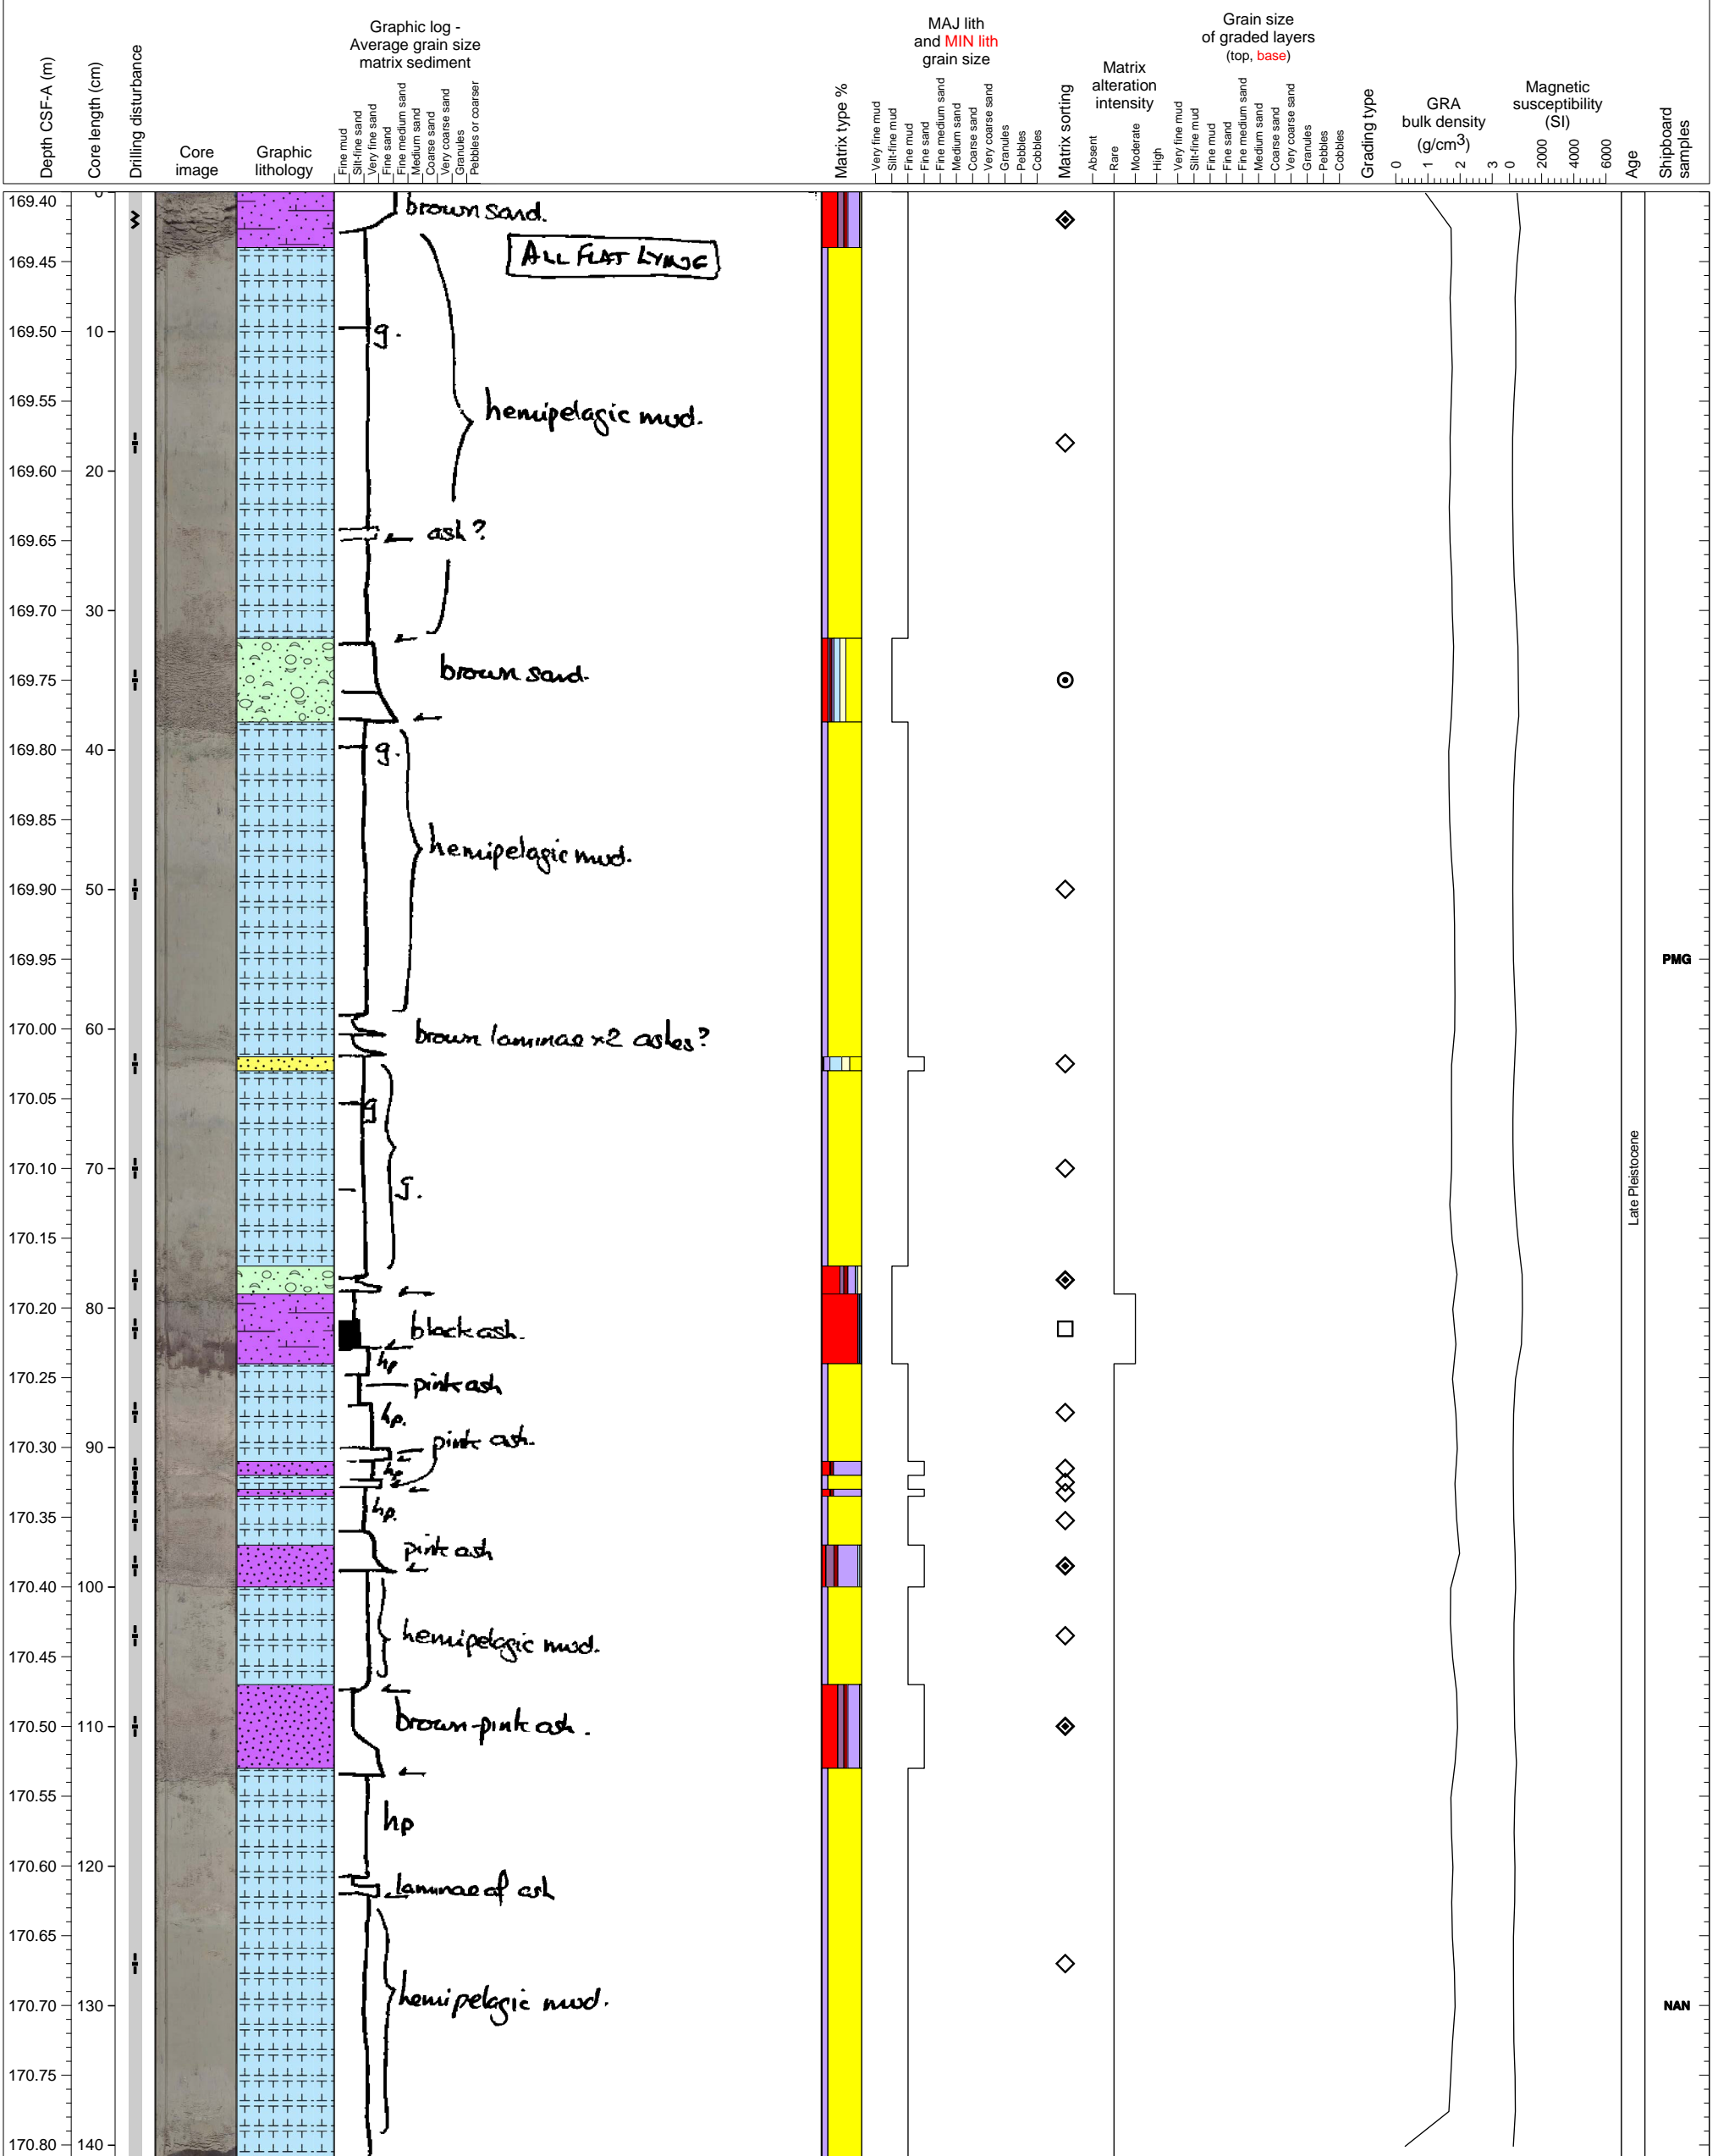 Depth CSF-A (m)
Core length (cm)
Drilling disturbance
Core
image
Graphic
lithology
Graphic log -
Average grain size
matrix sediment
Fine mud
Silt-fine sand
Very fine sand
Fine sand
Fine medium sand
Medium sand
Coarse sand
Very coarse sand
Granules
Pebbles or coarser
Matrix type %
MAJ lith
and MIN lith
grain size
Very fine mud
Silt-fine mud
Fine mud
Fine sand
Fine medium sand
Medium sand
Coarse sand
Very coarse sand
Granules
Pebbles
Cobbles
Matrix sorting
Matrix
alteration
intensity
Absent
Rare
Moderate
High
Grain size
of graded layers
(top, base)
Very fine mud
Silt-fine mud
Fine mud
Fine sand
Fine medium sand
Medium sand
Coarse sand
Very coarse sand
Granules
Pebbles
Cobbles
Grading type
GRA
bulk density
(g/cm3)
0 1 2 3
Magnetic
susceptibility
(SI)
0 2000 4000 6000
Age
Shipboard
samples
169.40 0
brown sand.
ALL FLAT LYING
169.45
169.50 10
g.
169.55
hemipelagic mud.
169.60 20
169.65
ash?
169.70 30
169.75
brown sand.
169.80 40
g.
169.85
hemipelagic mud.
169.90 50
169.95
PMG
170.00 60
brown laminae x2 ashes?
170.05
g
170.10 70
g.
Late Pleistocene
170.15
170.20 80
black ash.
hp
170.25
pink ash
hp.
170.30 90
pink ash.
hp
170.35
hp.
pink ash
170.40 100
hemipelagic mud.
170.45
170.50 110
brown-pink ash.
170.55
hp
170.60 120
laminae of ash
170.65
170.70 130
hemipelagic mud.
NAN
170.75
170.80 140